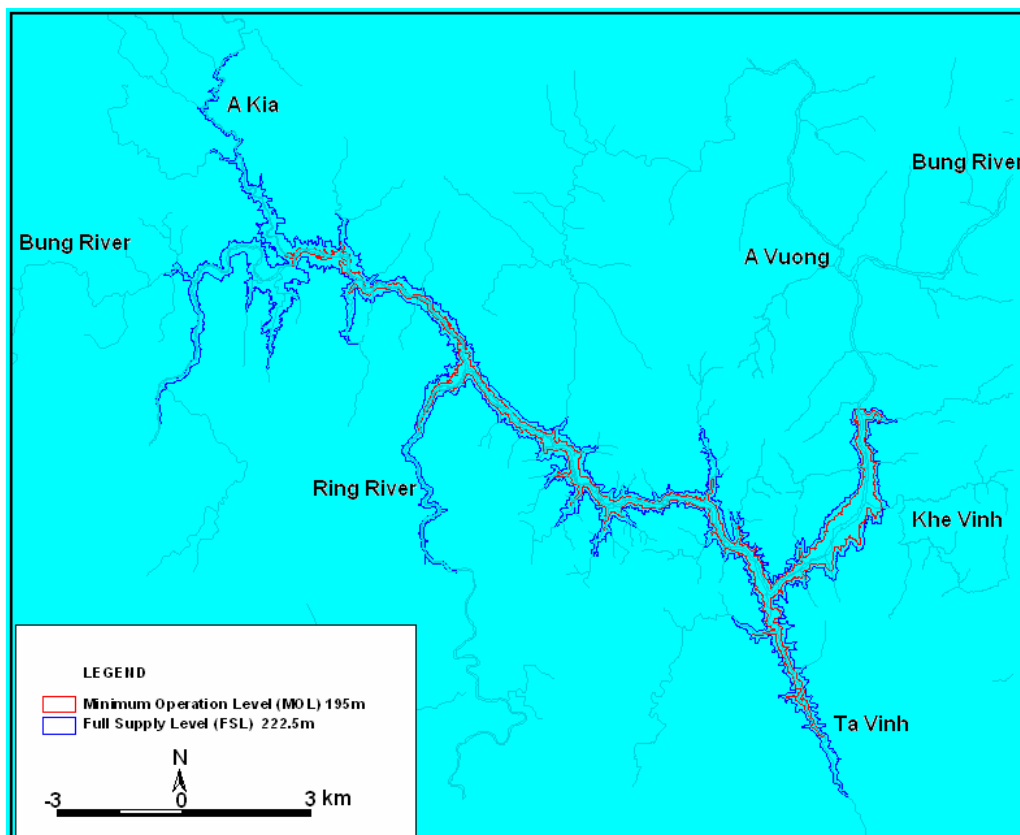 A Kia
Bung River
Bung River
A Vuong
Ring River
Khe Vinh
Ta Vinh
LEGEND
Minimum Operation Level (MOL) 195m
Full Supply Level (FSL) 222.5m
N
-3 0 3 km